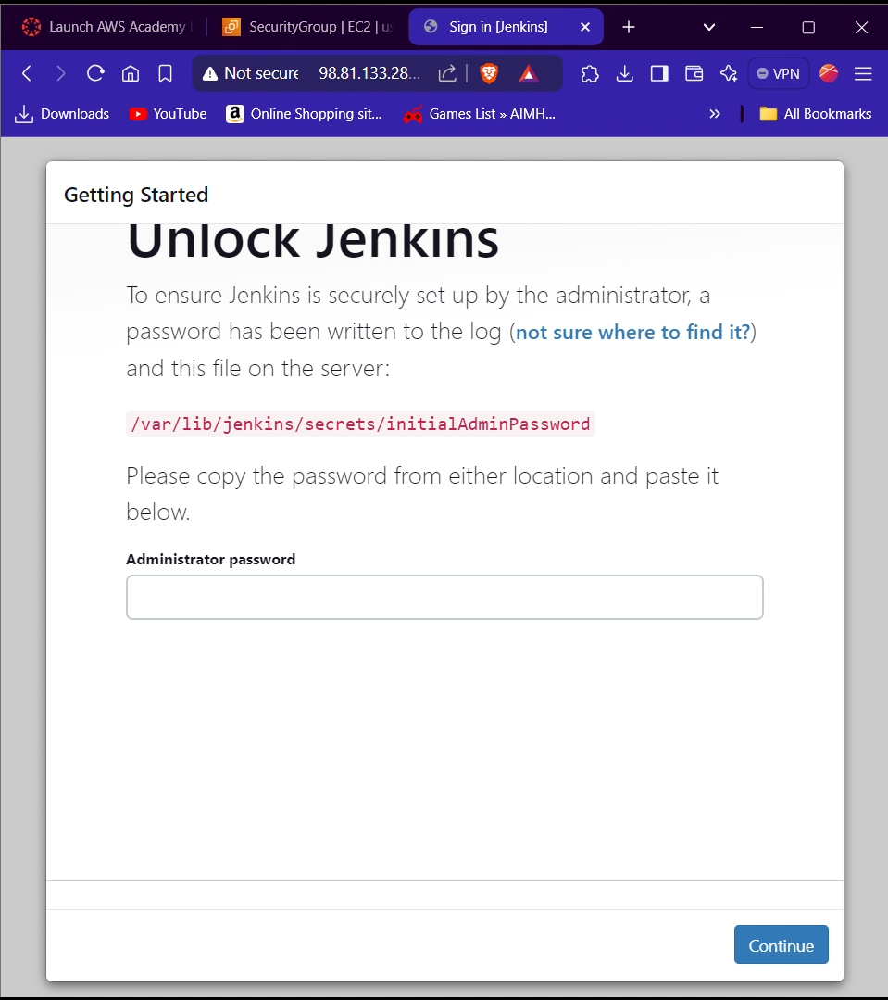 Launch AWS Academy
SecurityGroup | EC2 | us
Sign in [Jenkins]
Not secure 98.81.133.28...
VPN
Downloads
YouTube
a Online Shopping sit...
Games List » AIMH...
All Bookmarks
Getting Started
Unlock Jenkins
To ensure Jenkins is securely set up by the administrator, a
password has been written to the log (not sure where to find it?)
and this file on the server:
/var/lib/jenkins/secrets/initialAdminPassword
Please copy the password from either location and paste it
below.
Administrator password
Continue